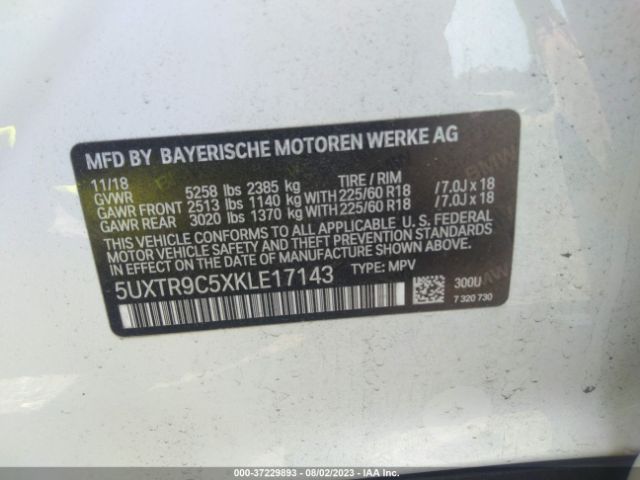 MFD BY BAYERISCHE MOTOREN WERKE AG
11/18
GVWR 5258 lbs 2385 kg TIRE / RIM
GAWR FRONT 2513 lbs 1140 kg WITH 225/60 R18 /7.0J x 18
GAWR REAR 3020 lbs 1370 kg WITH 225/60 R18 /7.0J x 18
THIS VEHICLE CONFORMS TO ALL APPLICABLE U. S. FEDERAL
MOTOR VEHICLE SAFETY AND THEFT PREVENTION STANDARDS
IN EFFECT ON THE DATE OF MANUFACTURE SHOWN ABOVE.
5UXTR9C5XKLE17143 TYPE: MPV
300U
7 320 730
000-37229893 - 08/02/2023 - IAA Inc.